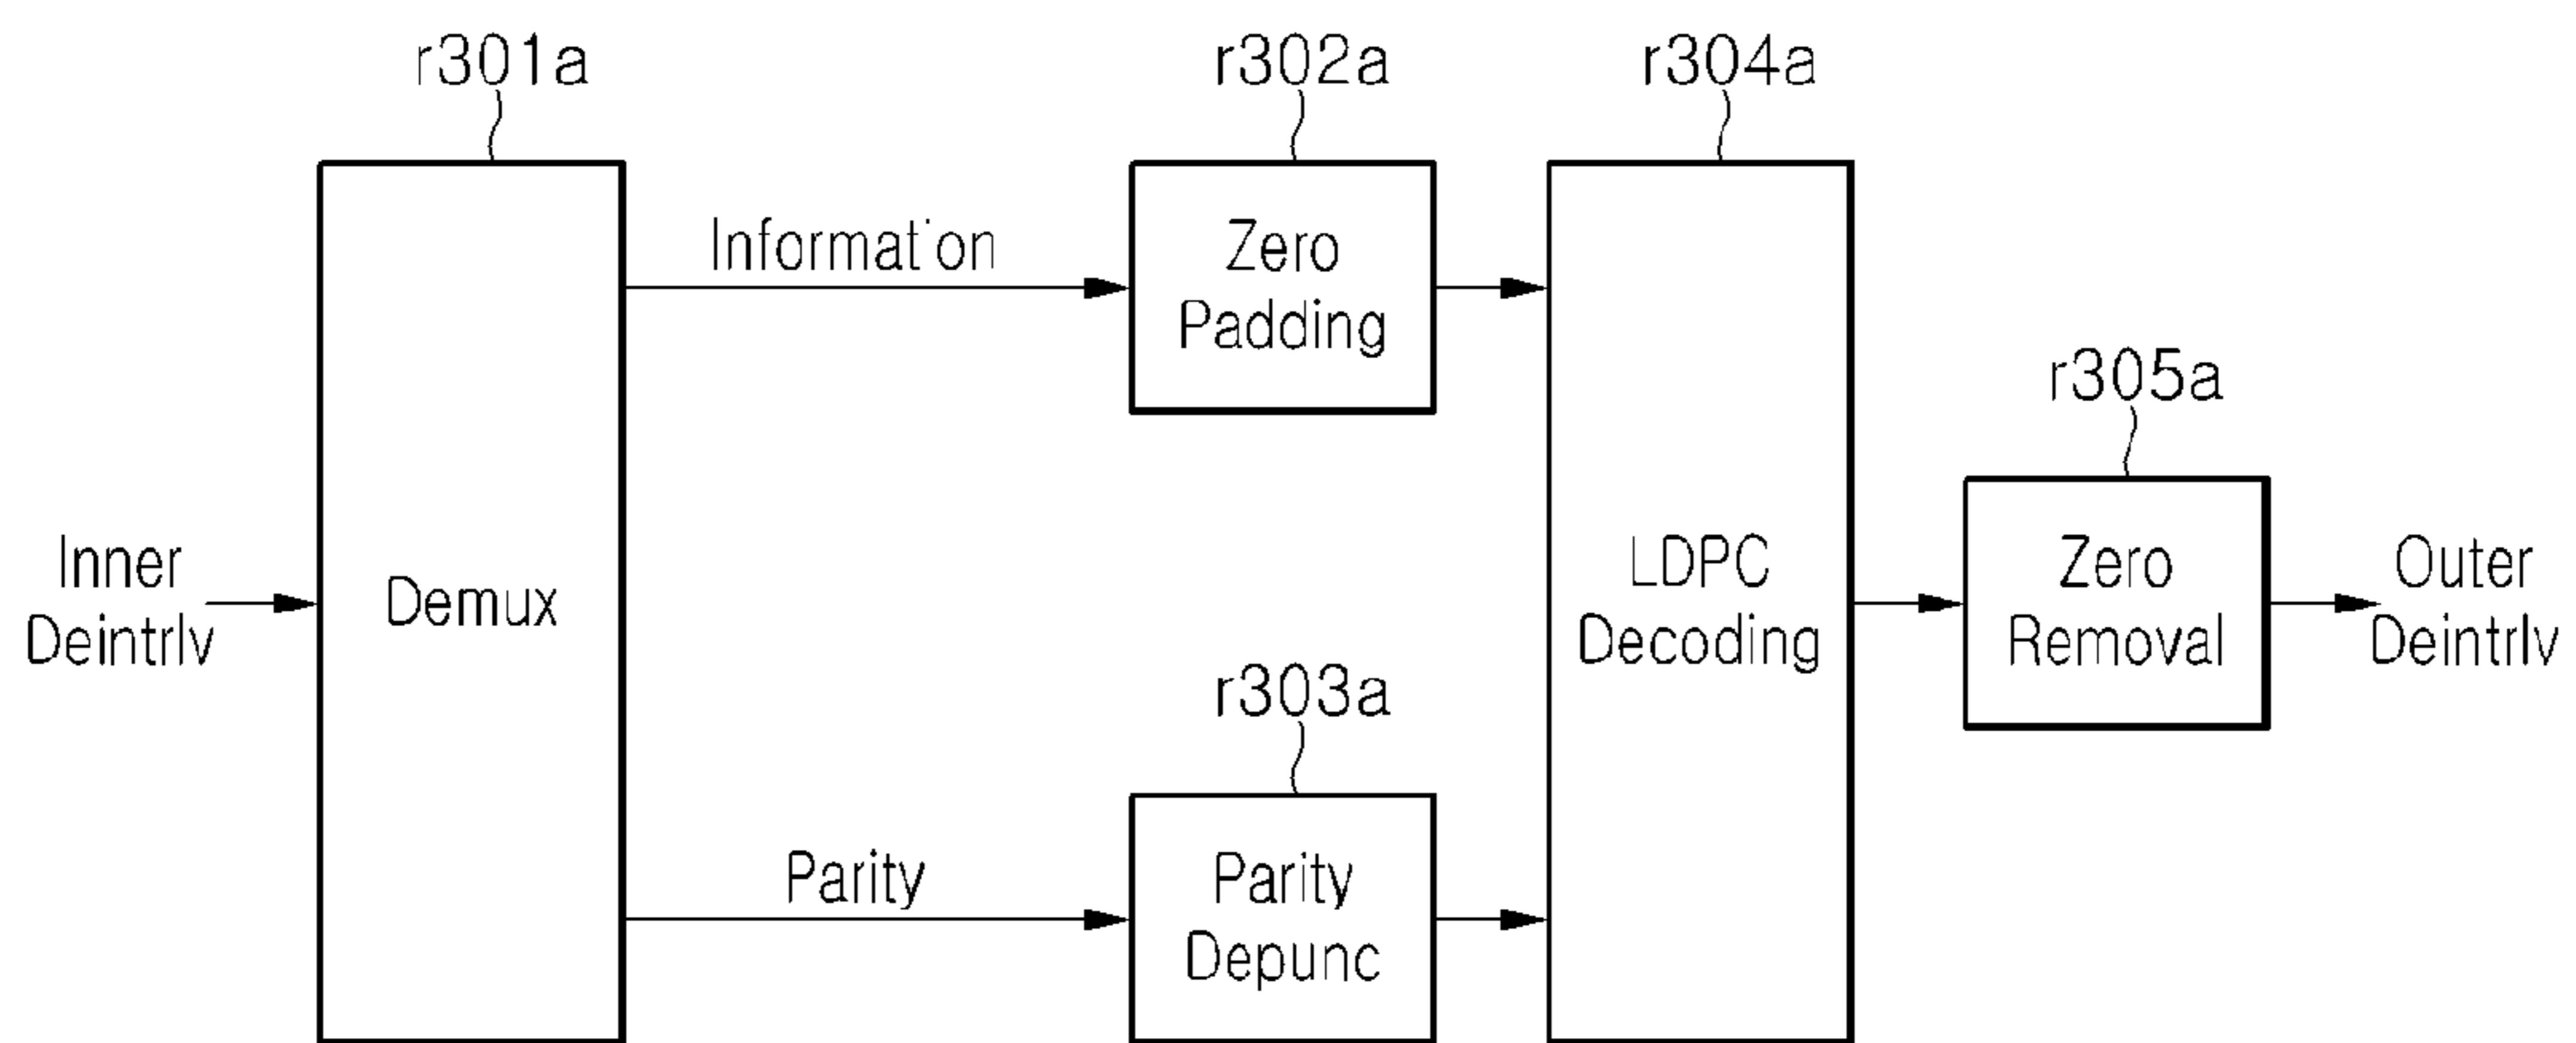 r301a
r302a
r304a
Information
Zero
Padding
r305a
Inner
Deintrlv
Demux
LDPC
Decoding
Zero
Removal
Outer
Deintrlv
r303a
Parity
Parity
Depunc